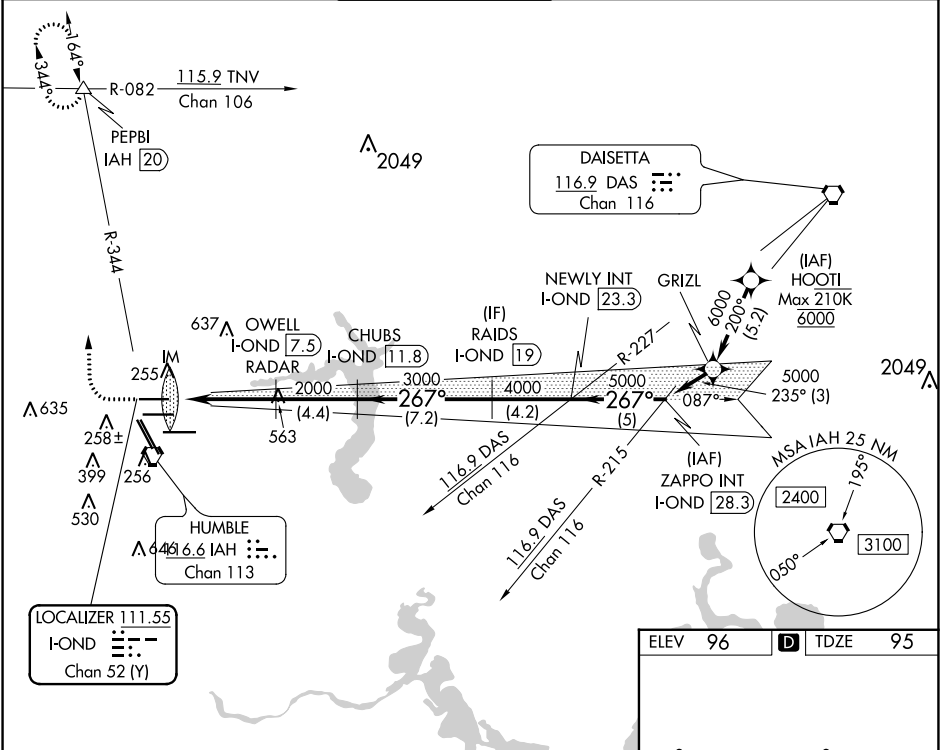 164°
344°
R-082
115.9 TNV
Chan 106
PEPBI
IAH 20
2049
DAISETTA
116.9 DAS
Chan 116
R-344
NEWLY INT
I-OND 23.3
GRIZL
(IAF)
HOOTI
Max 210K
6000
6000
200°
(5.2)
637
OWELL
I-OND 7.5
RADAR
CHUBS
I-OND 11.8
(IF)
RAIDS
I-OND 19
R-227
2049
IM
255
2000
3000
4000
5000
5000
267°
267°
087°
235° (3)
(4.4)
(7.2)
(4.2)
(5)
635
258±
563
399
256
530
116.9 DAS
Chan 116
R-215
(IAF)
ZAPPO INT
I-OND 28.3
MSA IAH 25 NM
195°
2400
3100
050°
116.9 DAS
Chan 116
HUMBLE
646
116.6 IAH
Chan 113
LOCALIZER 111.55
I-OND
Chan 52 (Y)
ELEV 96
D
TDZE 95